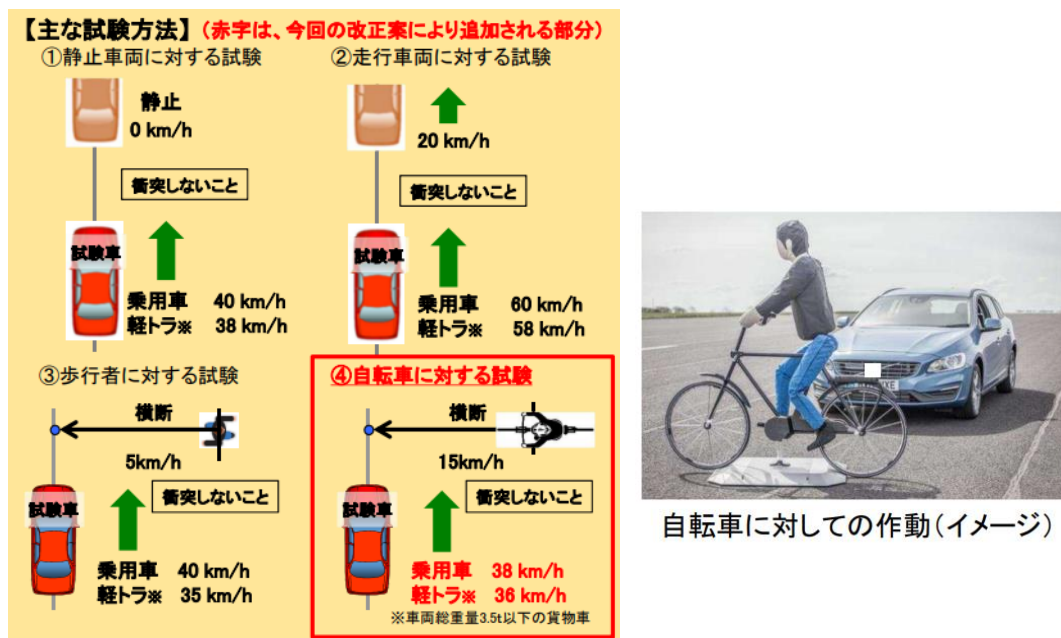 【主な試験方法】(赤字は、今回の改正案により追加される部分)
①静止車両に対する試験
静止
0 km/h
衝突しないこと
試験車
乗用車 40 km/h
軽トラ※ 38 km/h
②走行車両に対する試験
20 km/h
衝突しないこと
試験車
乗用車 60 km/h
軽トラ※ 58 km/h
③歩行者に対する試験
横断
5km/h
衝突しないこと
試験車
乗用車 40 km/h
軽トラ※ 35 km/h
④自転車に対する試験
横断
15km/h
衝突しないこと
試験車
乗用車 38 km/h
軽トラ※ 36 km/h
※車両総重量3.5t以下の貨物車
自転車に対しての作動(イメージ)